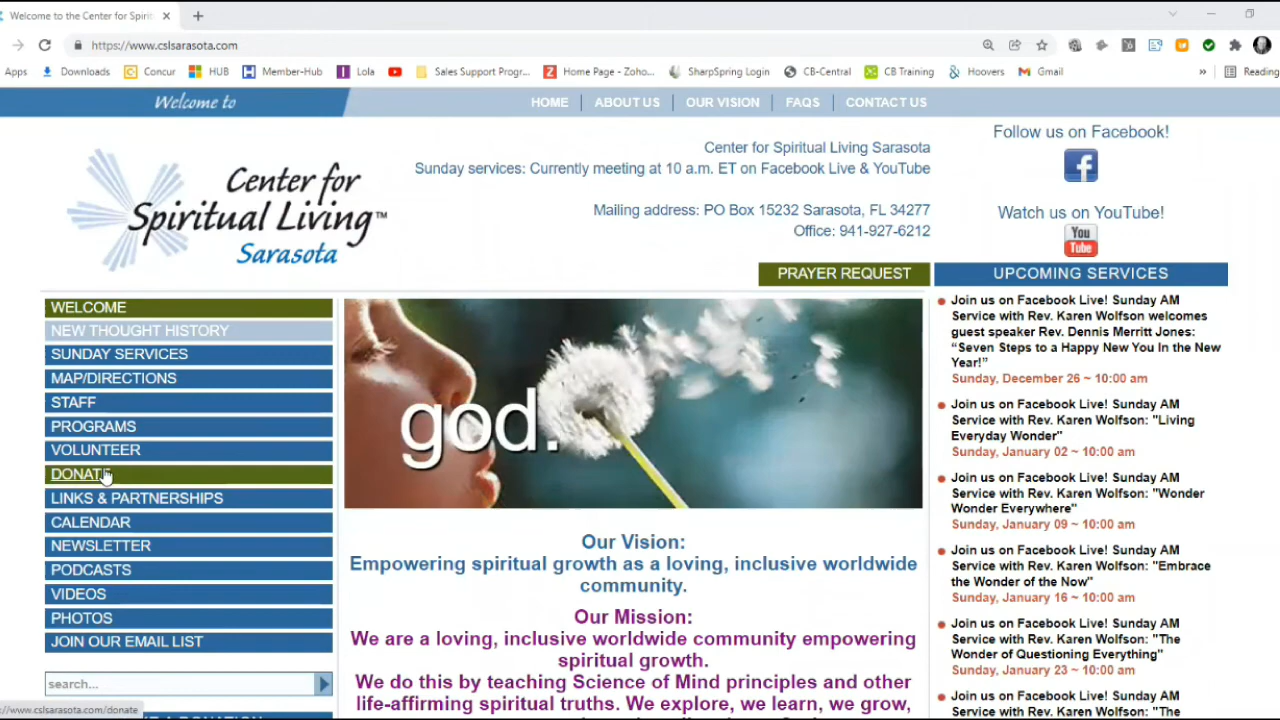 Welcome to the Center for Spirit
https://www.cslsarasota.com
Apps
Downloads
Concur
HUB
Member-Hub
Lola
Sales Support Progr...
Home Page - Zoho...
SharpSpring Login
CB-Central
CB Training
Hoovers
Gmail
»
Reading
Welcome to
HOME
ABOUT US
OUR VISION
FAQS
CONTACT US
Center for
Spiritual Living™
Sarasota
Center for Spiritual Living Sarasota
Sunday services: Currently meeting at 10 a.m. ET on Facebook Live & YouTube
Mailing address: PO Box 15232 Sarasota, FL 34277
Office: 941-927-6212
Follow us on Facebook!
f
Watch us on YouTube!
You
Tube
PRAYER REQUEST
UPCOMING SERVICES
WELCOME
NEW THOUGHT HISTORY
SUNDAY SERVICES
MAP/DIRECTIONS
STAFF
PROGRAMS
VOLUNTEER
DONATE
LINKS & PARTNERSHIPS
CALENDAR
NEWSLETTER
PODCASTS
VIDEOS
PHOTOS
JOIN OUR EMAIL LIST
search...
://www.cslsarasota.com/donate
god.
Our Vision:
Empowering spiritual growth as a loving, inclusive worldwide
community.
Our Mission:
We are a loving, inclusive worldwide community empowering
spiritual growth.
We do this by teaching Science of Mind principles and other
life-affirming spiritual truths. We explore, we learn, we grow,
Join us on Facebook Live! Sunday AM
Service with Rev. Karen Wolfson welcomes
guest speaker Rev. Dennis Merritt Jones:
“Seven Steps to a Happy New You In the New
Year!”
Sunday, December 26 ~ 10:00 am
Join us on Facebook Live! Sunday AM
Service with Rev. Karen Wolfson: "Living
Everyday Wonder"
Sunday, January 02 ~ 10:00 am
Join us on Facebook Live! Sunday AM
Service with Rev. Karen Wolfson: "Wonder
Wonder Everywhere"
Sunday, January 09 ~ 10:00 am
Join us on Facebook Live! Sunday AM
Service with Rev. Karen Wolfson: "Embrace
the Wonder of the Now"
Sunday, January 16 ~ 10:00 am
Join us on Facebook Live! Sunday AM
Service with Rev. Karen Wolfson: "The
Wonder of Questioning Everything"
Sunday, January 23 ~ 10:00 am
Join us on Facebook Live! Sunday AM
Service with Rev. Karen Wolfson: "The